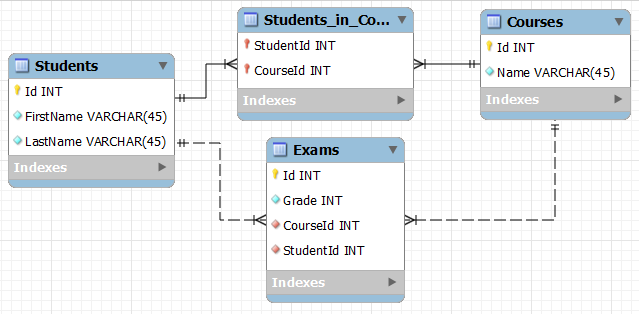 Students
Id INT
FirstName VARCHAR(45)
LastName VARCHAR(45)
Indexes
Students_in_Co...
StudentId INT
CourseId INT
Indexes
Courses
Id INT
Name VARCHAR(45)
Indexes
Exams
Id INT
Grade INT
CourseId INT
StudentId INT
Indexes